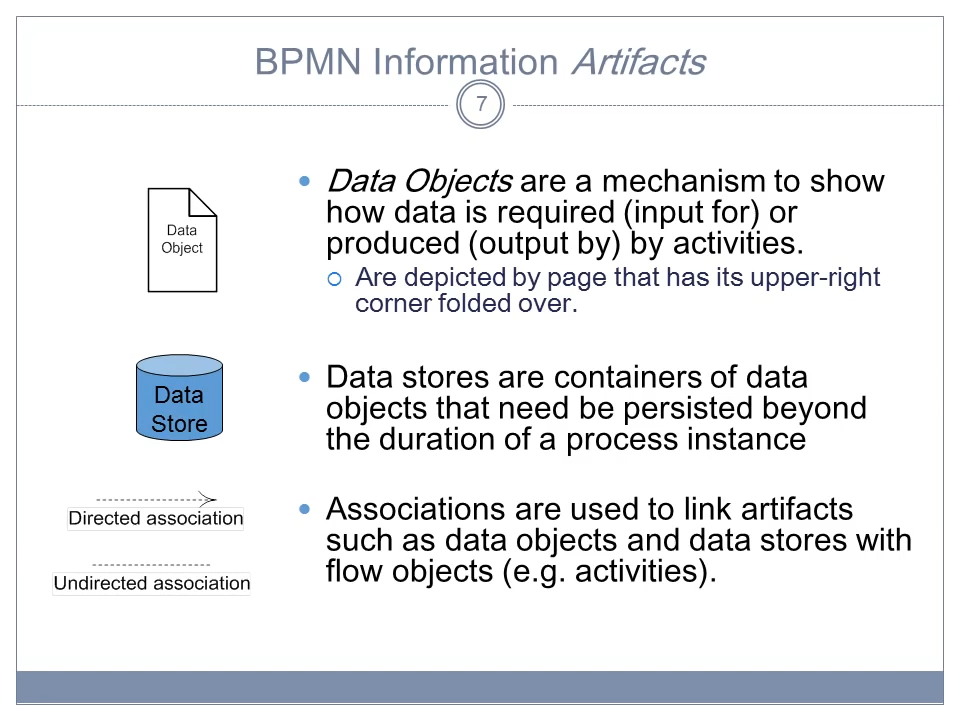 BPMN Information Artifacts
7
Data
Object
• Data Objects are a mechanism to show
how data is required (input for) or
produced (output by) by activities.
Are depicted by page that has its upper-right
corner folded over.
Data
Store
• Data stores are containers of data
objects that need be persisted beyond
the duration of a process instance
Directed association
Undirected association
• Associations are used to link artifacts
such as data objects and data stores with
flow objects (e.g. activities).